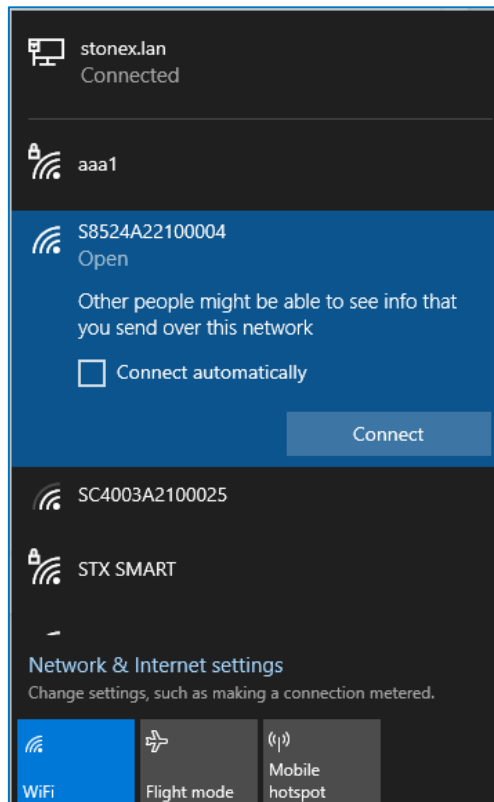 stonex.lan
Connected
aaa1
S8524A22100004
Open
Other people might be able to see info that
you send over this network
Connect automatically
Connect
SC4003A2100025
STX SMART
Network & Internet settings
Change settings, such as making a connection metered.
WiFi
Flight mode
Mobile
hotspot